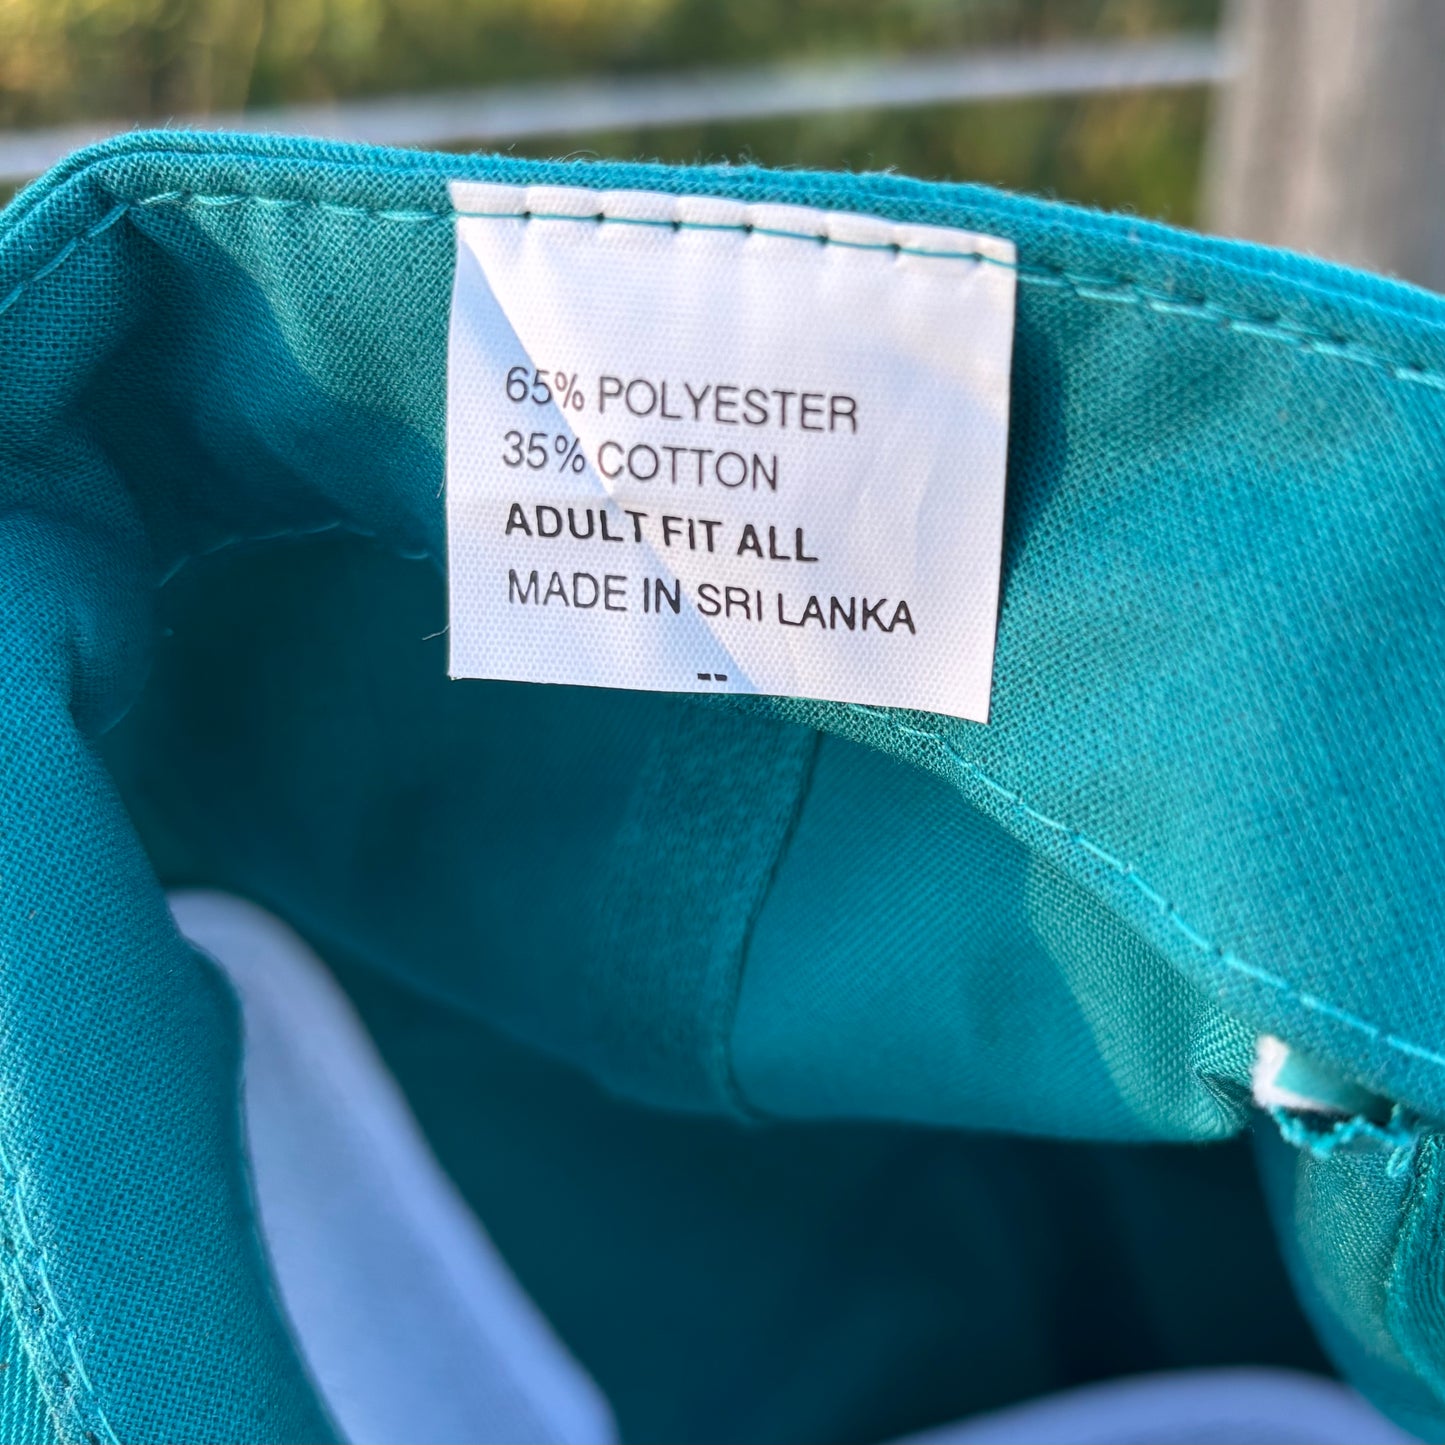 65% POLYESTER
35% COTTON
ADULT FIT ALL
MADE IN SRI LANKA
--